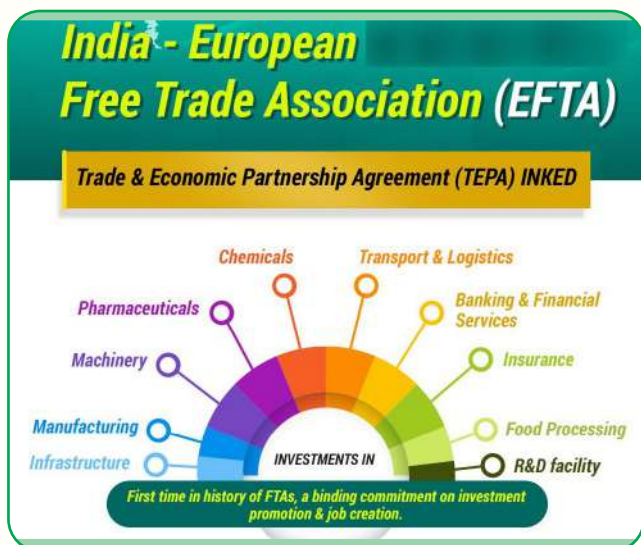 India - European
Free Trade Association (EFTA)
Trade & Economic Partnership Agreement (TEPA) INKED
Chemicals
Transport & Logistics
Pharmaceuticals
Banking & Financial
Services
Machinery
Insurance
Manufacturing
Food Processing
Infrastructure
INVESTMENTS IN
R&D facility
First time in history of FTAs, a binding commitment on investment
promotion & job creation.